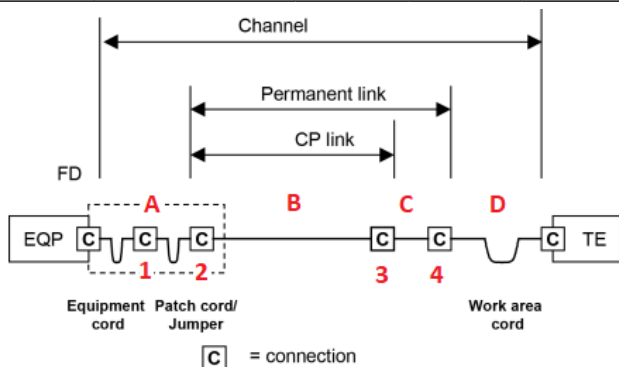 Channel
Permanent link
CP link
FD
A B C D
EQP C C C C C C TE
1 2 3 4
Equipment cord
Patch cord/ Jumper
Work area cord
C = connection